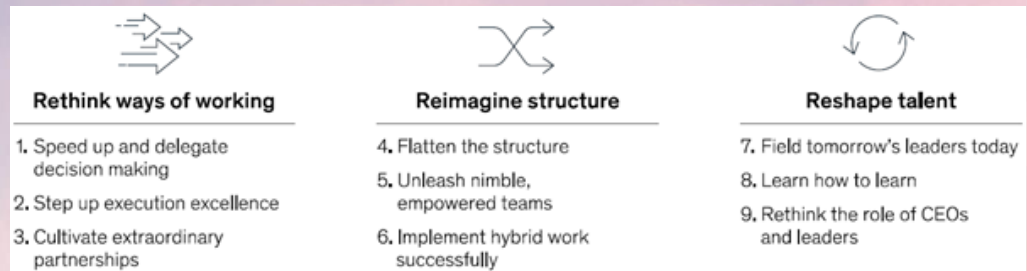 Rethink ways of working
1. Speed up and delegate
decision making
2. Step up execution excellence
3. Cultivate extraordinary
partnerships
Reimagine structure
4. Flatten the structure
5. Unleash nimble,
empowered teams
6. Implement hybrid work
successfully
Reshape talent
7. Field tomorrow's leaders today
8. Learn how to learn
9. Rethink the role of CEOs
and leaders